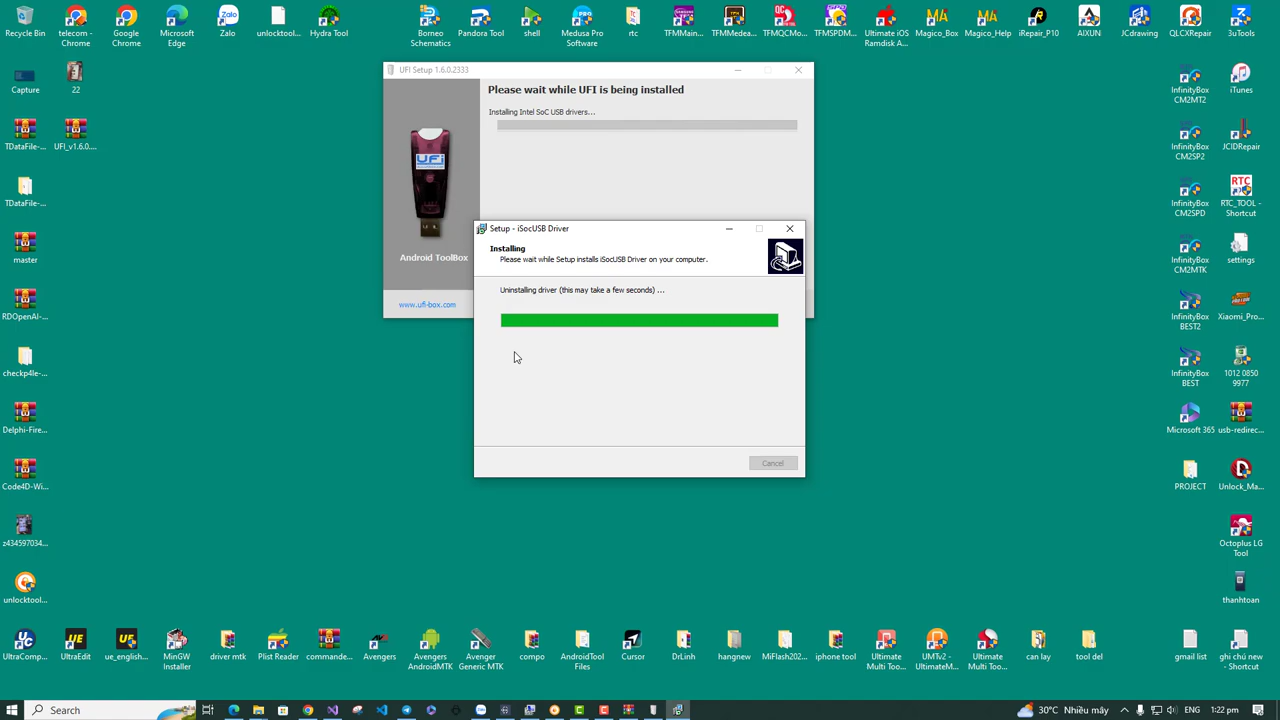 Recycle Bin
telecom - Chrome
Google Chrome
Microsoft Edge
Zalo
unlocktool...
Hydra Tool
Borneo Schematics
Pandora Tool
shell
Medusa Pro Software
rtc
TFMMain...
TFMMedea...
TFMQCMo...
TFMSPDM...
Ultimate iOS Ramdisk A...
Magico_Box
Magico_Help
iRepair_P10
AIXUN
JCdrawing
QLCXRepair
3uTools
Capture
22
TDataFile-...
UFI_v1.6.0....
TDataFile-...
master
RDOpenAI-...
checkp4le-...
Delphi-Fire...
Code4D-Wi...
z434597034...
unlocktool...
UFI Setup 1.6.0.2333
Please wait while UFI is being installed
Installing Intel SoC USB drivers...
UFi
Android ToolBox
www.ufi-box.com
Setup - iSocUSB Driver
Installing
Please wait while Setup installs iSocUSB Driver on your computer.
Uninstalling driver (this may take a few seconds) ...
Cancel
InfinityBox CM2MT2
iTunes
InfinityBox CM2SP2
JCIDRepair
InfinityBox CM2SPD
RTC_TOOL - Shortcut
InfinityBox CM2MTK
settings
InfinityBox BEST2
Xiaomi_Pro...
InfinityBox BEST
1012 0850 9977
Microsoft 365
usb-redirec...
PROJECT
Unlock_Ma...
Octoplus LG Tool
thanhtoan
UltraComp...
UltraEdit
ue_english...
MinGW Installer
driver mtk
Plist Reader
commande...
Avengers
Avengers AndroidMTK
Avenger Generic MTK
compo
AndroidTool Files
Cursor
DrLinh
hangnew
MiFlash202...
iphone tool
Ultimate Multi Too...
UMTv2 - UltimateM...
Ultimate Multi Too...
can lay
tool del
gmail list
ghi chú new - Shortcut
Search
30°C Nhiều mây
ENG
1:22 pm